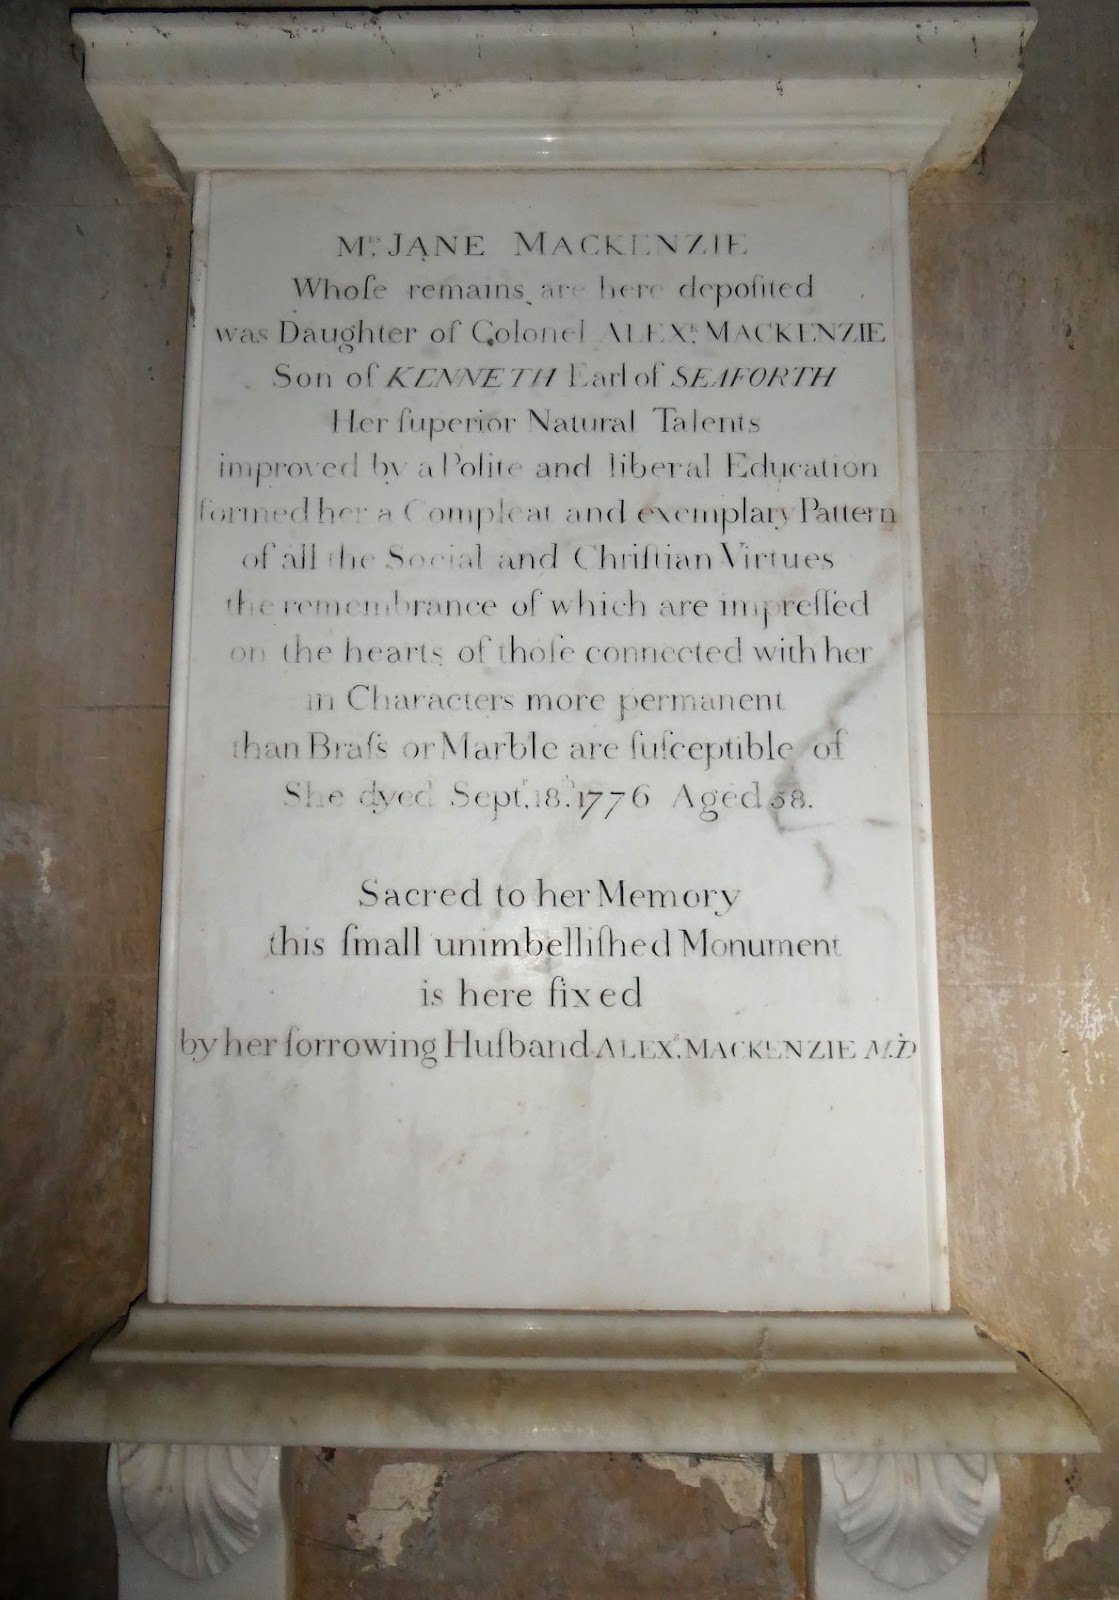 Mrs. JANE MACKENZIE
Whoſe remains are here depoſited
was Daughter of Colonel ALEXr. MACKENZIE
Son of KENNETH Earl of SEAFORTH
Her ſuperior Natural Talents
improved by a Polite and liberal Education
formed her a Compleat and exemplary Pattern
of all the Social and Chriſtian Virtues
the remembrance of which are impreſſed
on the hearts of thoſe connected with her
in Characters more permanent
than Braſs or Marble are ſuſceptible of
She dyed Septr. 18th. 1776 Aged 58.
Sacred to her Memory
this ſmall unimbelliſhed Monument
is here fixed
by her ſorrowing Huſband ALEXr. MACKENZIE M.D